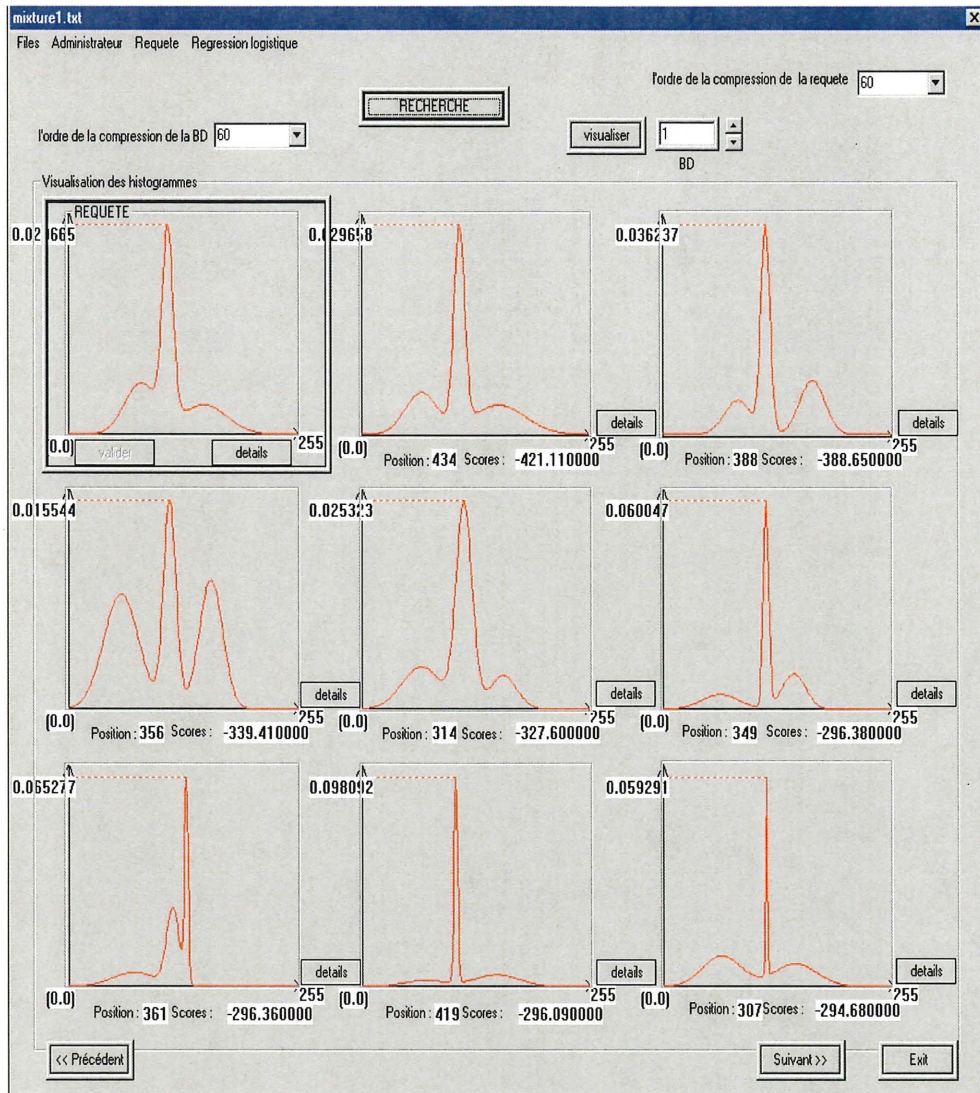 mixture1.txt
Files Administrateur Requete Regression logistique
l'ordre de la compression de la requete 60
RECHERCHE
l'ordre de la compression de la BD 60
visualiser 1
BD
Visualisation des histogrammes
REQUETE
0.029658
0.036237
(0.0) 255
valider details
(0.0) 255 details
Position : 434 Scores : -421.110000
255 details
(0.0)
Position : 388 Scores : -388.650000
0.015544
0.025323
0.060047
details
(0.0) 255
Position : 356 Scores : -339.410000
details
(0.0) 255
Position : 314 Scores : -327.600000
details
(0.0) 255
Position : 349 Scores : -296.380000
0.065277
0.098092
0.059291
details
(0.0) 255
Position : 361 Scores : -296.360000
details
(0.0) 255
Position : 419 Scores : -296.090000
details
(0.0) 255
Position : 307 Scores : -294.680000
<< Précédent
Suivant >>
Exit